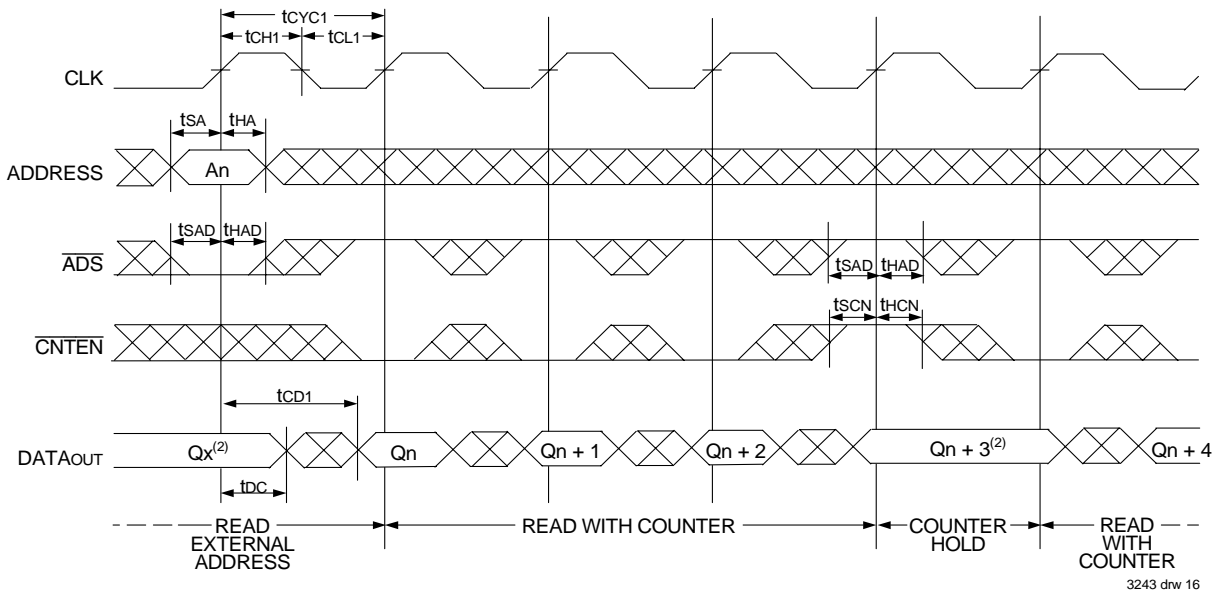 tCYC1
tCH1 tCL1
CLK
tSA tHA
ADDRESS An
tSAD tHAD
ADS tSAD tHAD
tSCN tHCN
CNTEN
tCD1
DATAOUT Qx(2) Qn Qn + 1 Qn + 2 Qn + 3(2) Qn + 4
tDC
READ EXTERNAL ADDRESS
READ WITH COUNTER
COUNTER HOLD
READ WITH COUNTER
3243 drw 16